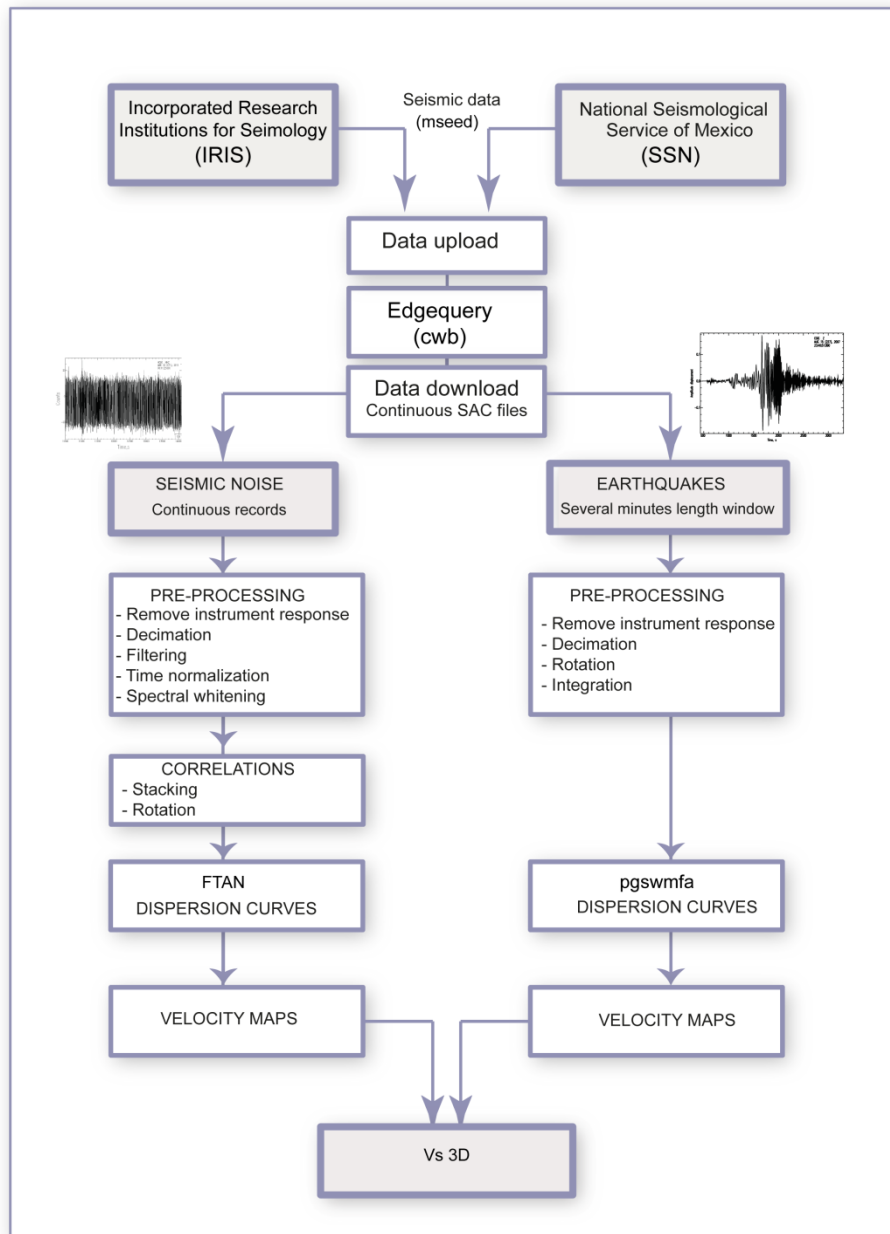 Incorporated Research
Institutions for Seimology
(IRIS)
Seismic data
(mseed)
National Seismological
Service of Mexico
(SSN)
Data upload
Edgequery
(cwb)
Data download
Continuous SAC files
SEISMIC NOISE
Continuous records
EARTHQUAKES
Several minutes length window
PRE-PROCESSING
- Remove instrument response
- Decimation
- Filtering
- Time normalization
- Spectral whitening
PRE-PROCESSING
- Remove instrument response
- Decimation
- Rotation
- Integration
CORRELATIONS
- Stacking
- Rotation
FTAN
DISPERSION CURVES
pgswmfa
DISPERSION CURVES
VELOCITY MAPS
VELOCITY MAPS
Vs 3D